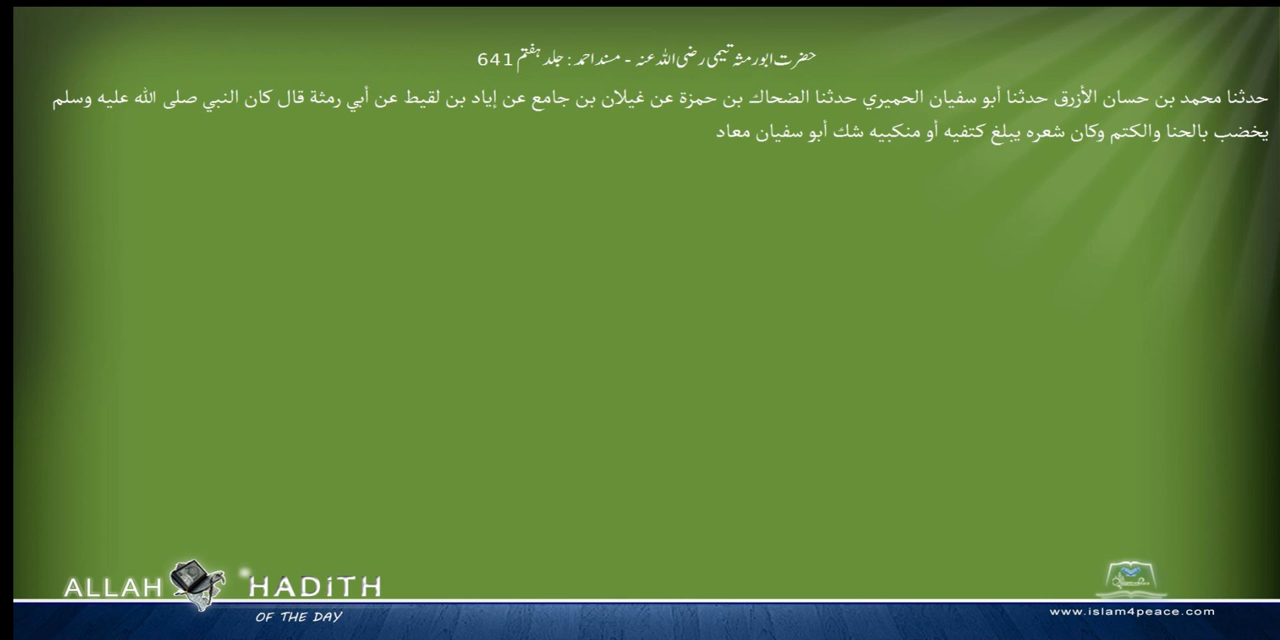 حضرت ابورمثہ تیمی رضی اللہ عنہ - مسند احمد : جلد ہفتم 641
حدثنا محمد بن حسان الأزرق حدثنا أبو سفيان الحميري حدثنا الضحاك بن حمزة عن غيلان بن جامع عن إياد بن لقيط عن أبي رمثة قال كان النبي صلى الله عليه وسلم
يخضب بالحنا والكتم وكان شعره يبلغ كتفيه أو منكبيه شك أبو سفيان معاد
ALLAH HADITH
OF THE DAY
www.islam4peace.com